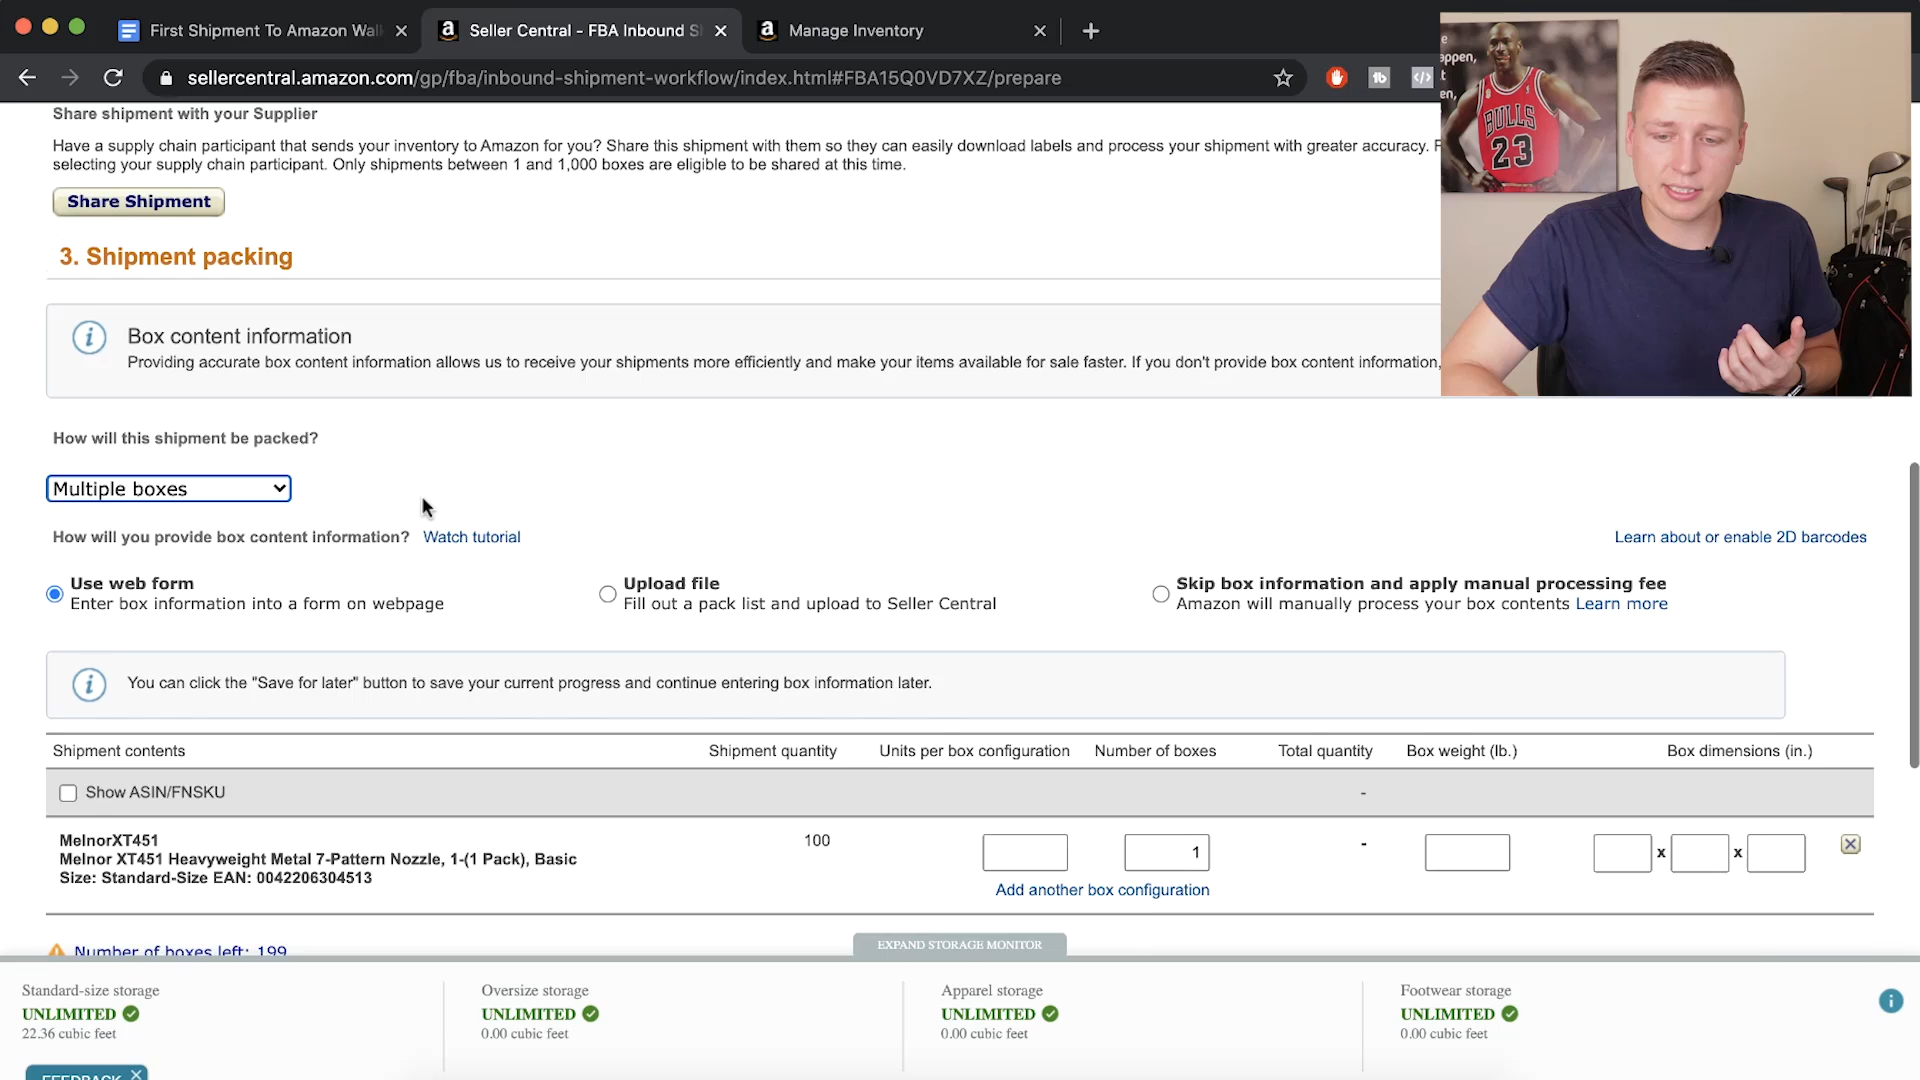 First Shipment To Amazon Wal
Seller Central - FBA Inbound S
Manage Inventory
sellercentral.amazon.com/gp/fba/inbound-shipment-workflow/index.html#FBA15Q0VD7XZ/prepare
Share shipment with your Supplier
Have a supply chain participant that sends your inventory to Amazon for you? Share this shipment with them so they can easily download labels and process your shipment with greater accuracy.
selecting your supply chain participant. Only shipments between 1 and 1,000 boxes are eligible to be shared at this time.
Share Shipment
BULLS
23
3. Shipment packing
Box content information
Providing accurate box content information allows us to receive your shipments more efficiently and make your items available for sale faster. If you don't provide box content information,
How will this shipment be packed?
Multiple boxes
How will you provide box content information? Watch tutorial
Learn about or enable 2D barcodes
Use web form
Enter box information into a form on webpage
Upload file
Fill out a pack list and upload to Seller Central
Skip box information and apply manual processing fee
Amazon will manually process your box contents Learn more
You can click the "Save for later" button to save your current progress and continue entering box information later.
Shipment contents Shipment quantity Units per box configuration Number of boxes Total quantity Box weight (lb.) Box dimensions (in.)
Show ASIN/FNSKU -
MelnorXT451 100 1 - x x
Melnor XT451 Heavyweight Metal 7-Pattern Nozzle, 1-(1 Pack), Basic
Size: Standard-Size EAN: 0042206304513
Add another box configuration
Number of boxes left: 199
EXPAND STORAGE MONITOR
Standard-size storage
UNLIMITED
22.36 cubic feet
Oversize storage
UNLIMITED
0.00 cubic feet
Apparel storage
UNLIMITED
0.00 cubic feet
Footwear storage
UNLIMITED
0.00 cubic feet
FEEDBACK